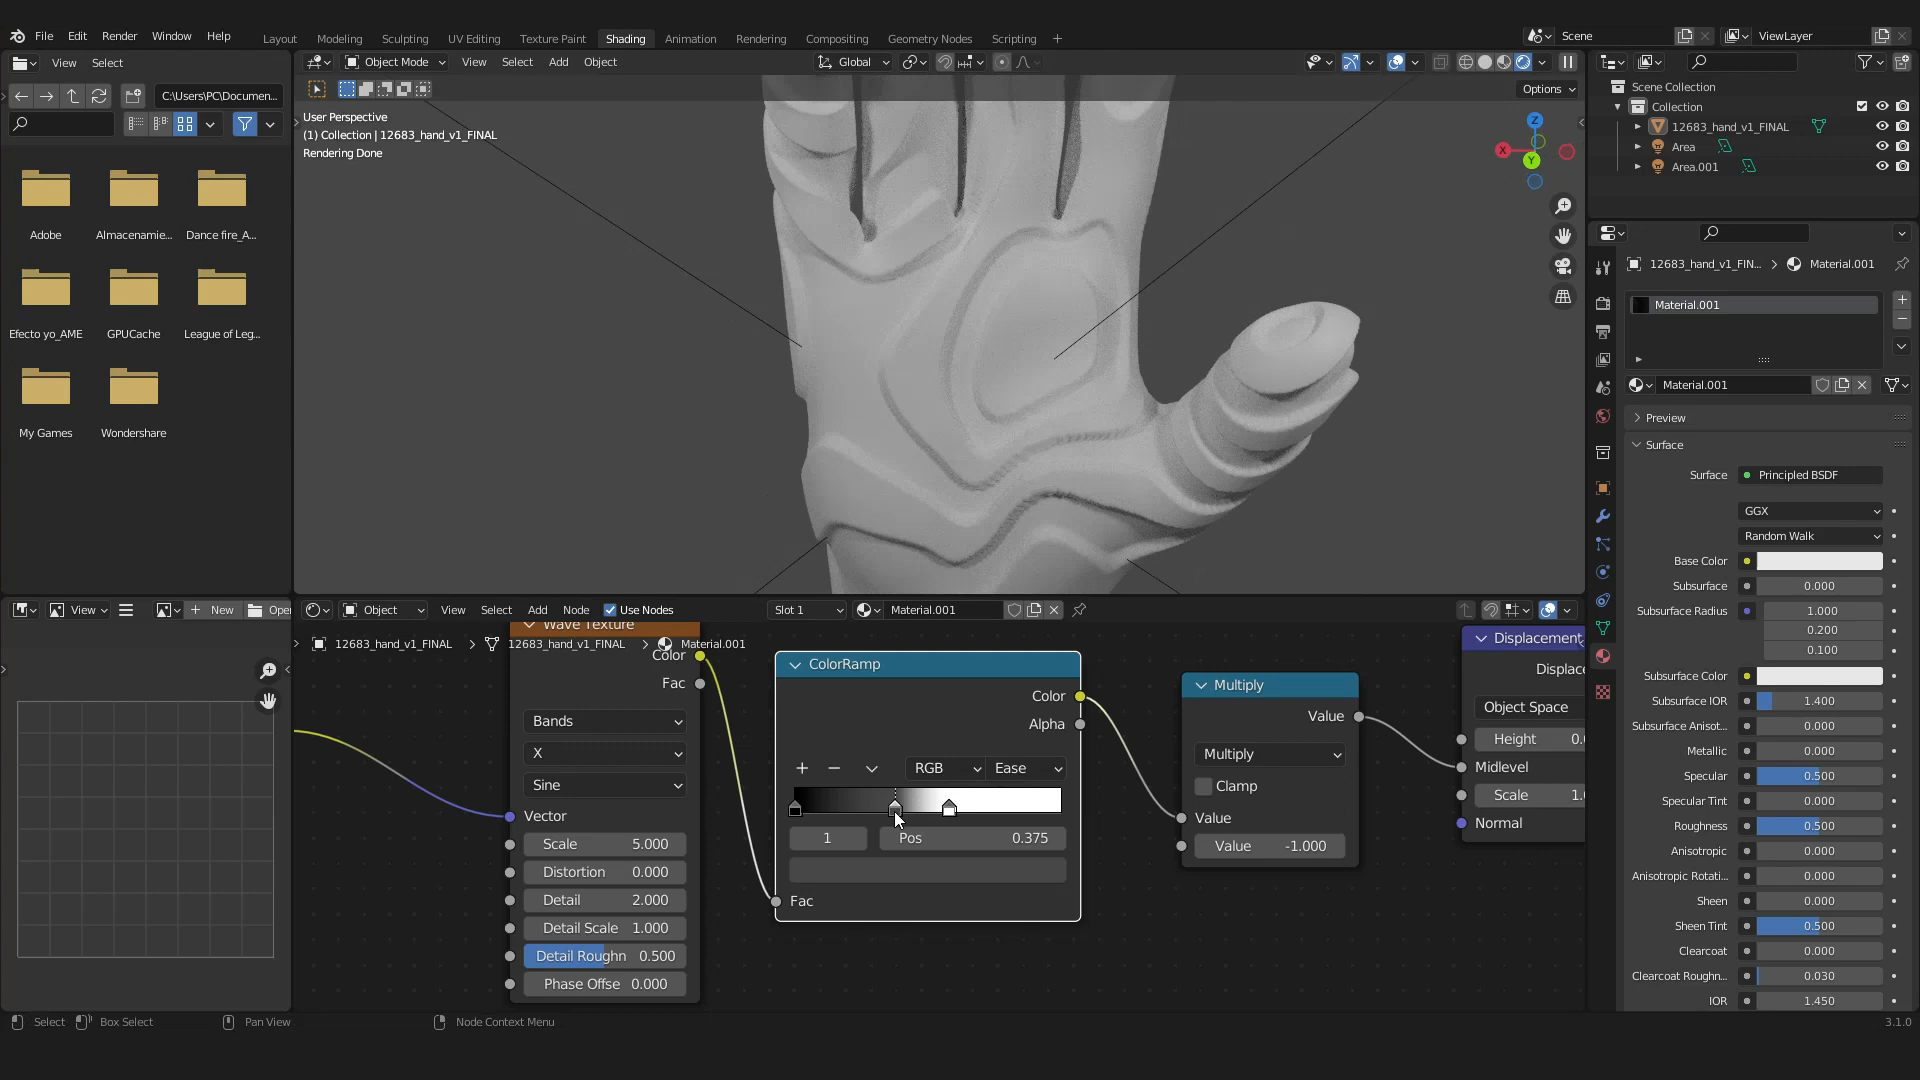 File Edit Render Window Help
Layout Modeling Sculpting UV Editing Texture Paint Shading Animation Rendering Compositing Geometry Nodes Scripting
Scene
ViewLayer
View Select
C:\Users\PC\Documen...
Adobe
Almacenamie...
Dance fire_A...
Efecto yo_AME
GPUCache
League of Leg...
My Games
Wondershare
Object Mode View Select Add Object
Global
Options
User Perspective
(1) Collection | 12683_hand_v1_FINAL
Rendering Done
Z
X
Y
Scene Collection
Collection
12683_hand_v1_FINAL
Area
Area.001
12683_hand_v1_FIN... > Material.001
Material.001
Material.001
Preview
Surface
Surface Principled BSDF
GGX
Random Walk
Base Color
Subsurface 0.000
Subsurface Radius 1.000
0.200
0.100
Subsurface Color
Subsurface IOR 1.400
Subsurface Anisot... 0.000
Metallic 0.000
Specular 0.500
Specular Tint 0.000
Roughness 0.500
Anisotropic 0.000
Anisotropic Rotati... 0.000
Sheen 0.000
Sheen Tint 0.500
Clearcoat 0.000
Clearcoat Roughn... 0.030
IOR 1.450
View
New
Open
Object View Select Add Node Use Nodes
Slot 1
Material.001
12683_hand_v1_FINAL > 12683_hand_v1_FINAL > Material.001
Wave Texture
Color
Fac
Bands
X
Sine
Vector
Scale 5.000
Distortion 0.000
Detail 2.000
Detail Scale 1.000
Detail Roughn 0.500
Phase Offse 0.000
ColorRamp
Color
Alpha
RGB Ease
1 Pos 0.375
Fac
Multiply
Value
Multiply
Clamp
Value
Value -1.000
Displacement
Displace
Object Space
Height 0.
Midlevel
Scale 1.
Normal
Select Box Select Pan View Node Context Menu
3.1.0